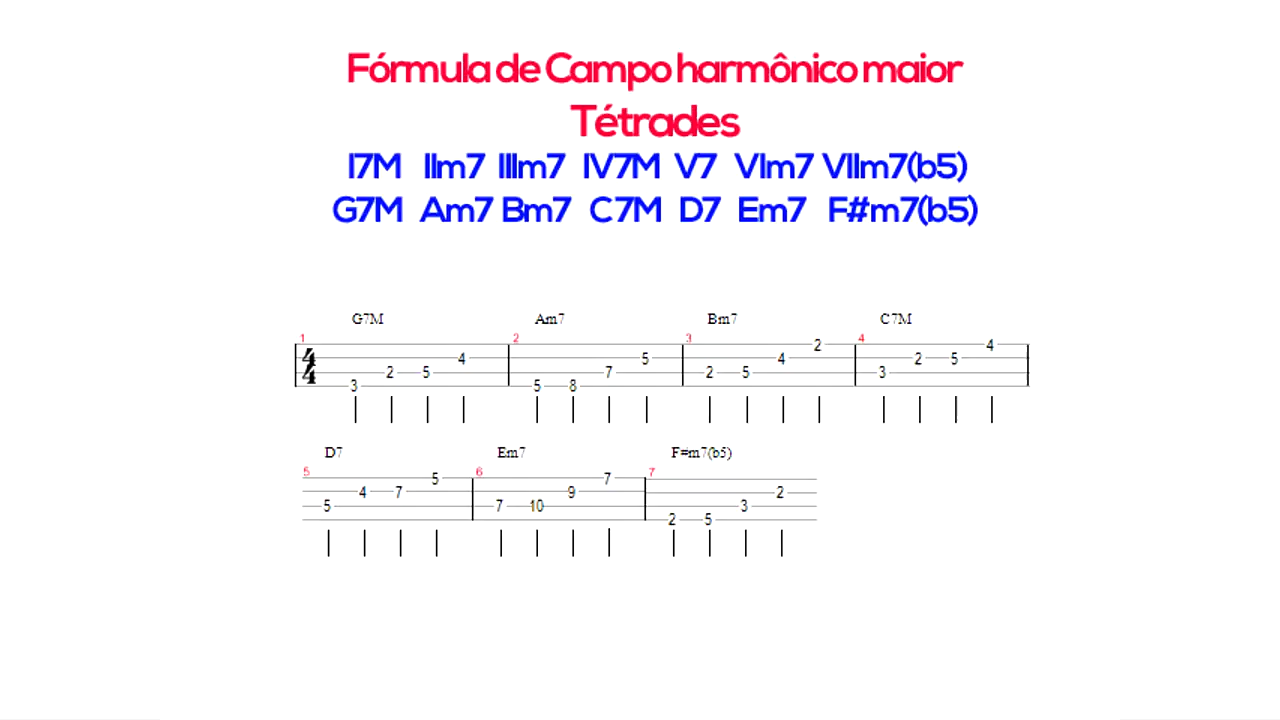 Fórmula de Campo harmônico maior
Tétrades
I7M IIm7 IIIm7 IV7M V7 VIm7 VIIm7(b5)
G7M Am7 Bm7 C7M D7 Em7 F#m7(b5)
G7M Am7 Bm7 C7M
1 2 3 4
4 4
3 2 5 4 5 8 7 5 2 5 4 2 3 2 5 4
D7 Em7 F#m7(b5)
5 6 7
5 4 7 5 7 10 9 7 2 5 3 2